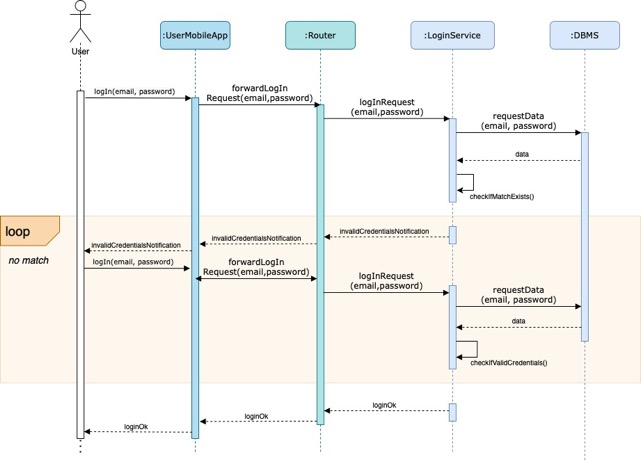 :UserMobileApp
:Router
:LoginService
:DBMS
User
logIn(email, password)
forwardLogIn
Request(email,password)
logInRequest
(email,password)
requestData
(email, password)
data
checkIfMatchExists()
loop
no match
invalidCredentialsNotification
invalidCredentialsNotification
invalidCredentialsNotification
logIn(email, password)
forwardLogIn
Request(email,password)
logInRequest
(email,password)
requestData
(email, password)
data
checkIfValidCredentials()
loginOk
loginOk
loginOk